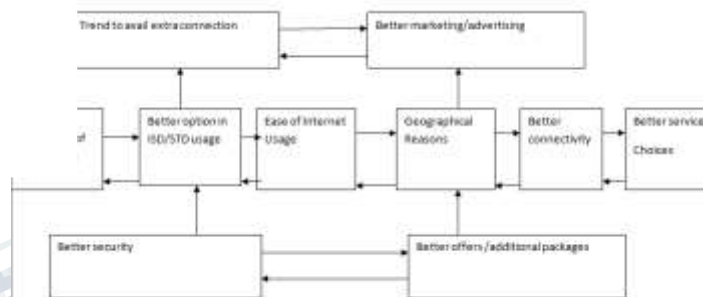 Trend to avail extra connection
Better marketing/advertising
of
Better option in
ISD/STD usage
Ease of Internet
Usage
Geographical
Reasons
Better
connectivity
Better service
Choices
Better security
Better offers/additional packages